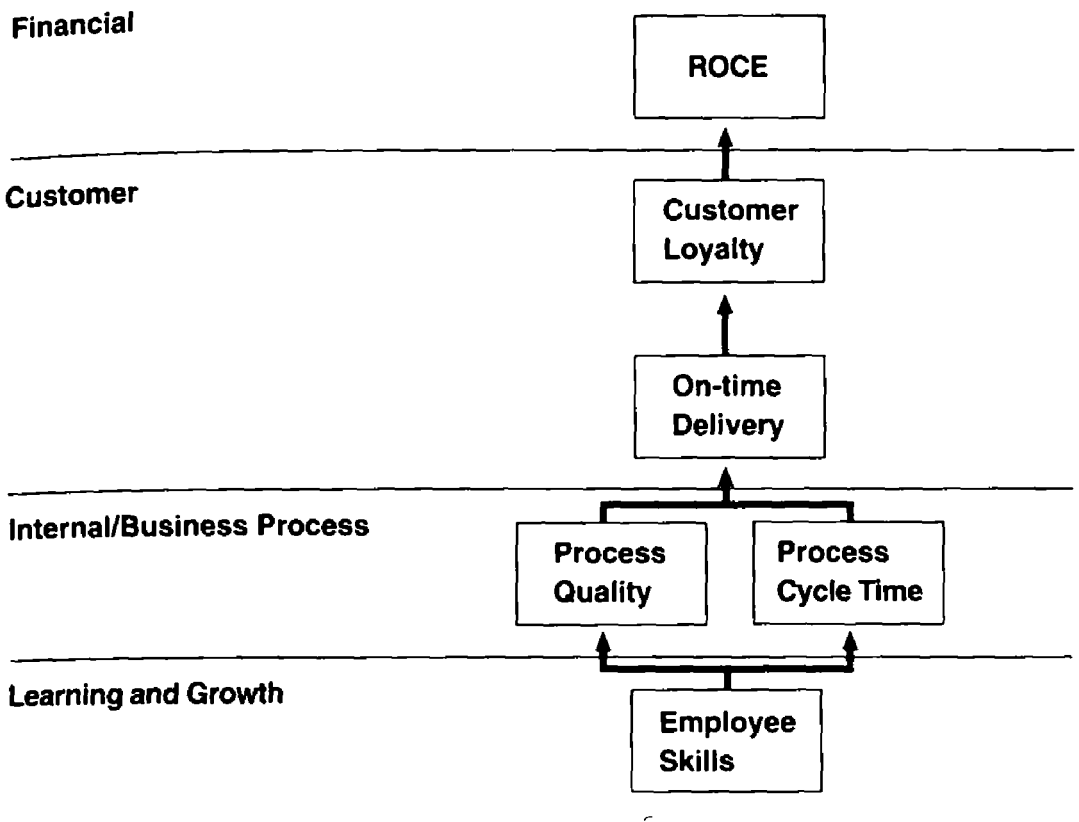 Financial
ROCE
Customer
Customer
Loyalty
On-time
Delivery
Internal/Business Process
Process
Quality
Process
Cycle Time
Learning and Growth
Employee
Skills